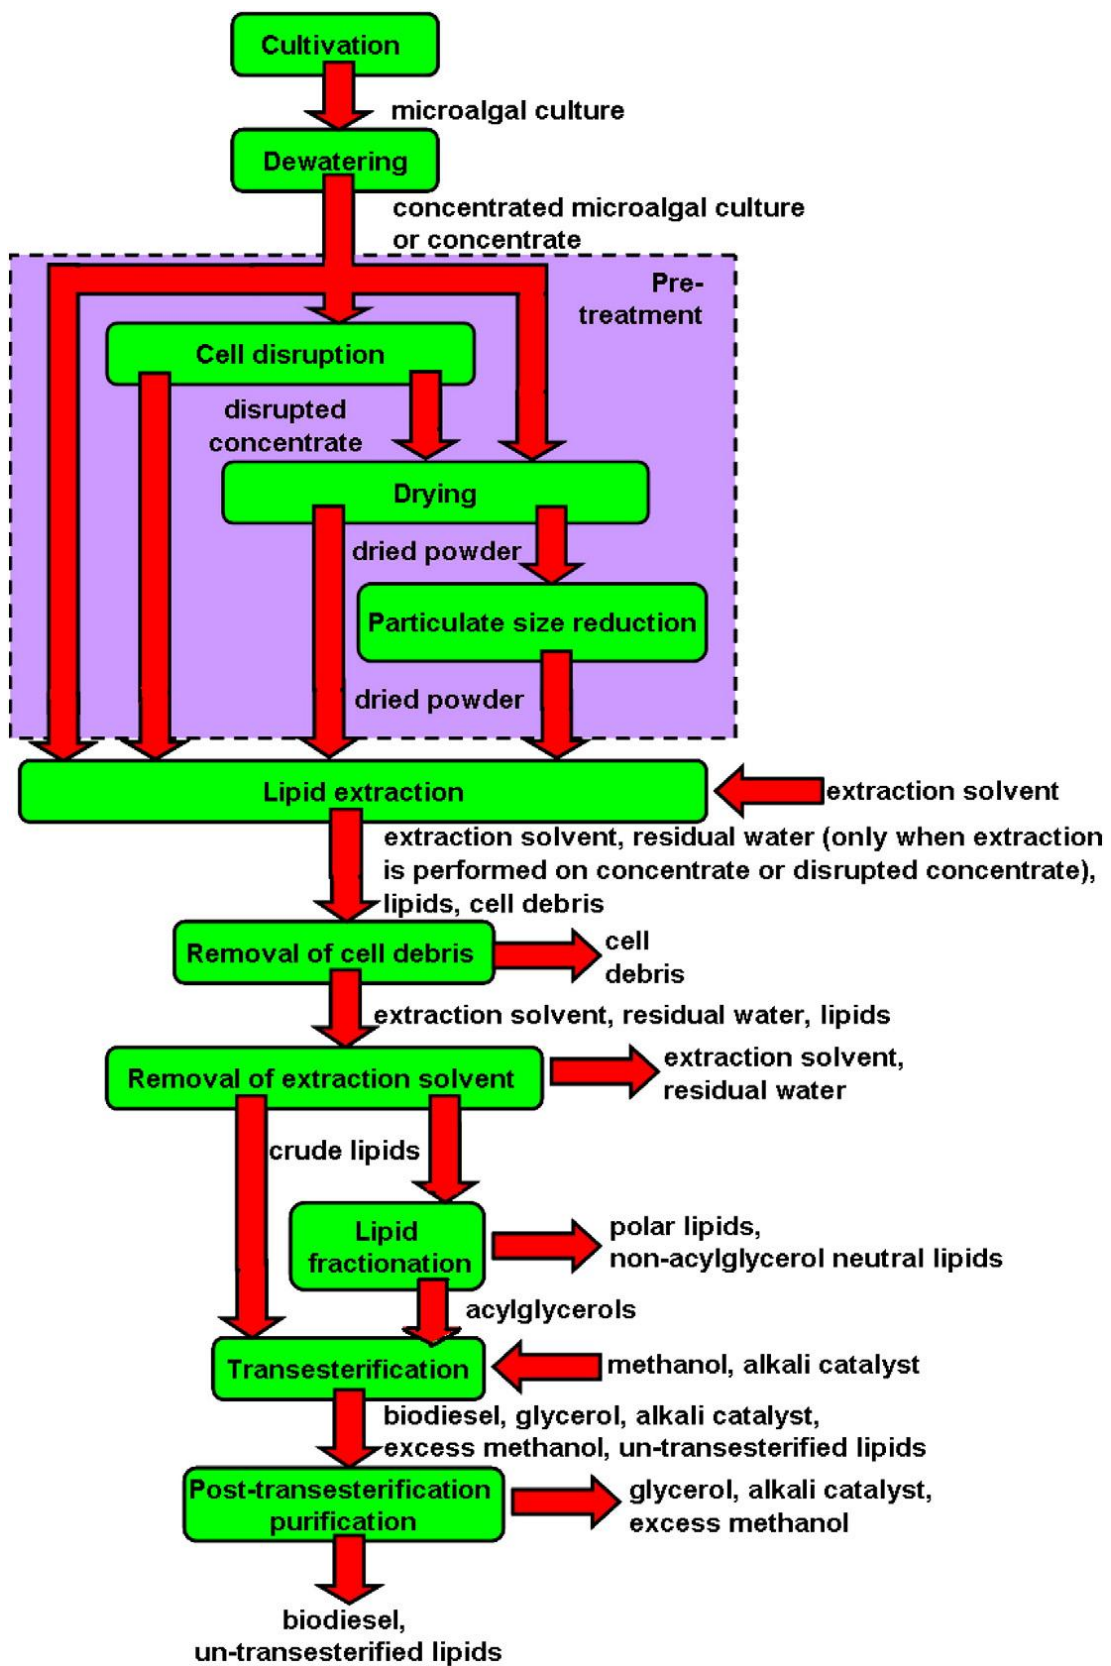 Cultivation
microalgal culture
Dewatering
concentrated microalgal culture
or concentrate
Pre-
treatment
Cell disruption
disrupted
concentrate
Drying
dried powder
Particulate size reduction
dried powder
Lipid extraction
extraction solvent
extraction solvent, residual water (only when extraction
is performed on concentrate or disrupted concentrate),
lipids, cell debris
Removal of cell debris
cell
debris
extraction solvent, residual water, lipids
Removal of extraction solvent
extraction solvent,
residual water
crude lipids
Lipid
fractionation
polar lipids,
non-acylglycerol neutral lipids
acylglycerols
Transesterification
methanol, alkali catalyst
biodiesel, glycerol, alkali catalyst,
excess methanol, un-transesterified lipids
Post-transesterification
purification
glycerol, alkali catalyst,
excess methanol
biodiesel,
un-transesterified lipids